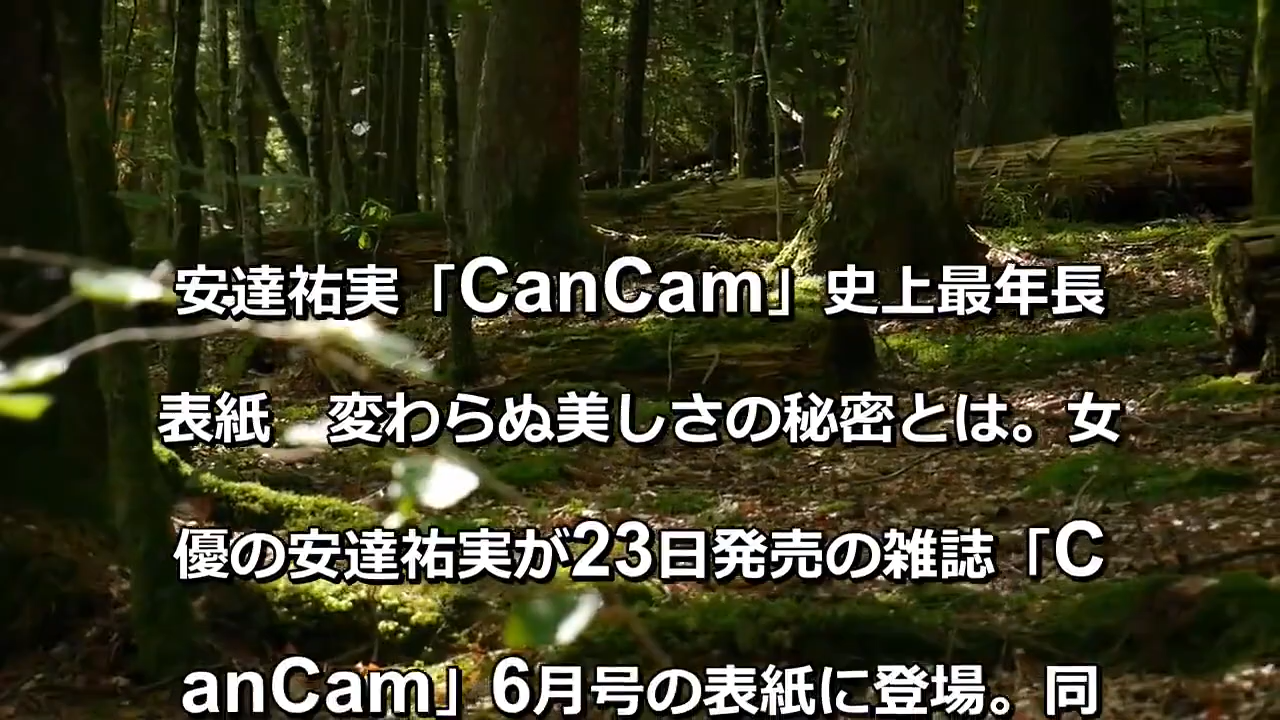 安達祐実「CanCam」史上最年長
表紙　変わらぬ美しさの秘密とは。女
優の安達祐実が23日発売の雑誌「C
anCam」6月号の表紙に登場。同